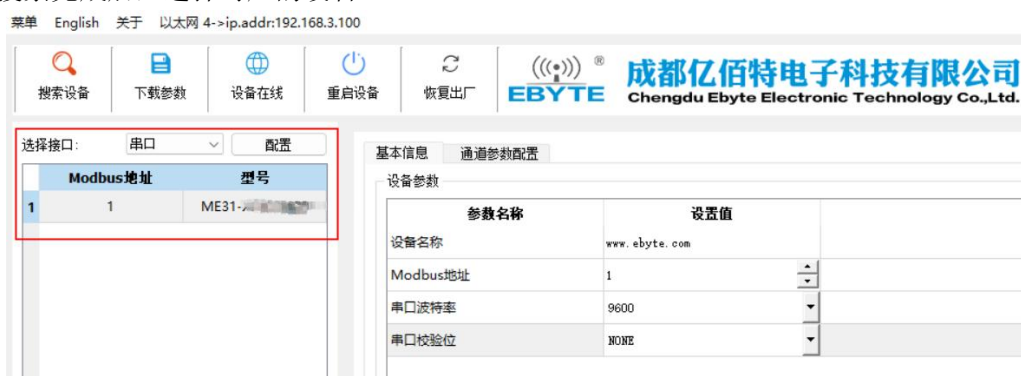 菜单 English 关于 以太网 4->ip.addr:192.168.3.100
搜索设备 下载参数 设备在线 重启设备 恢复出厂
EBYTE ®
成都亿佰特电子科技有限公司
Chengdu Ebyte Electronic Technology Co.,Ltd.
选择接口: 串口 配置
Modbus地址 型号
1 1 ME31-
基本信息 通道参数配置
设备参数
参数名称 设置值
设备名称 www.ebyte.com
Modbus地址 1
串口波特率 9600
串口校验位 NONE